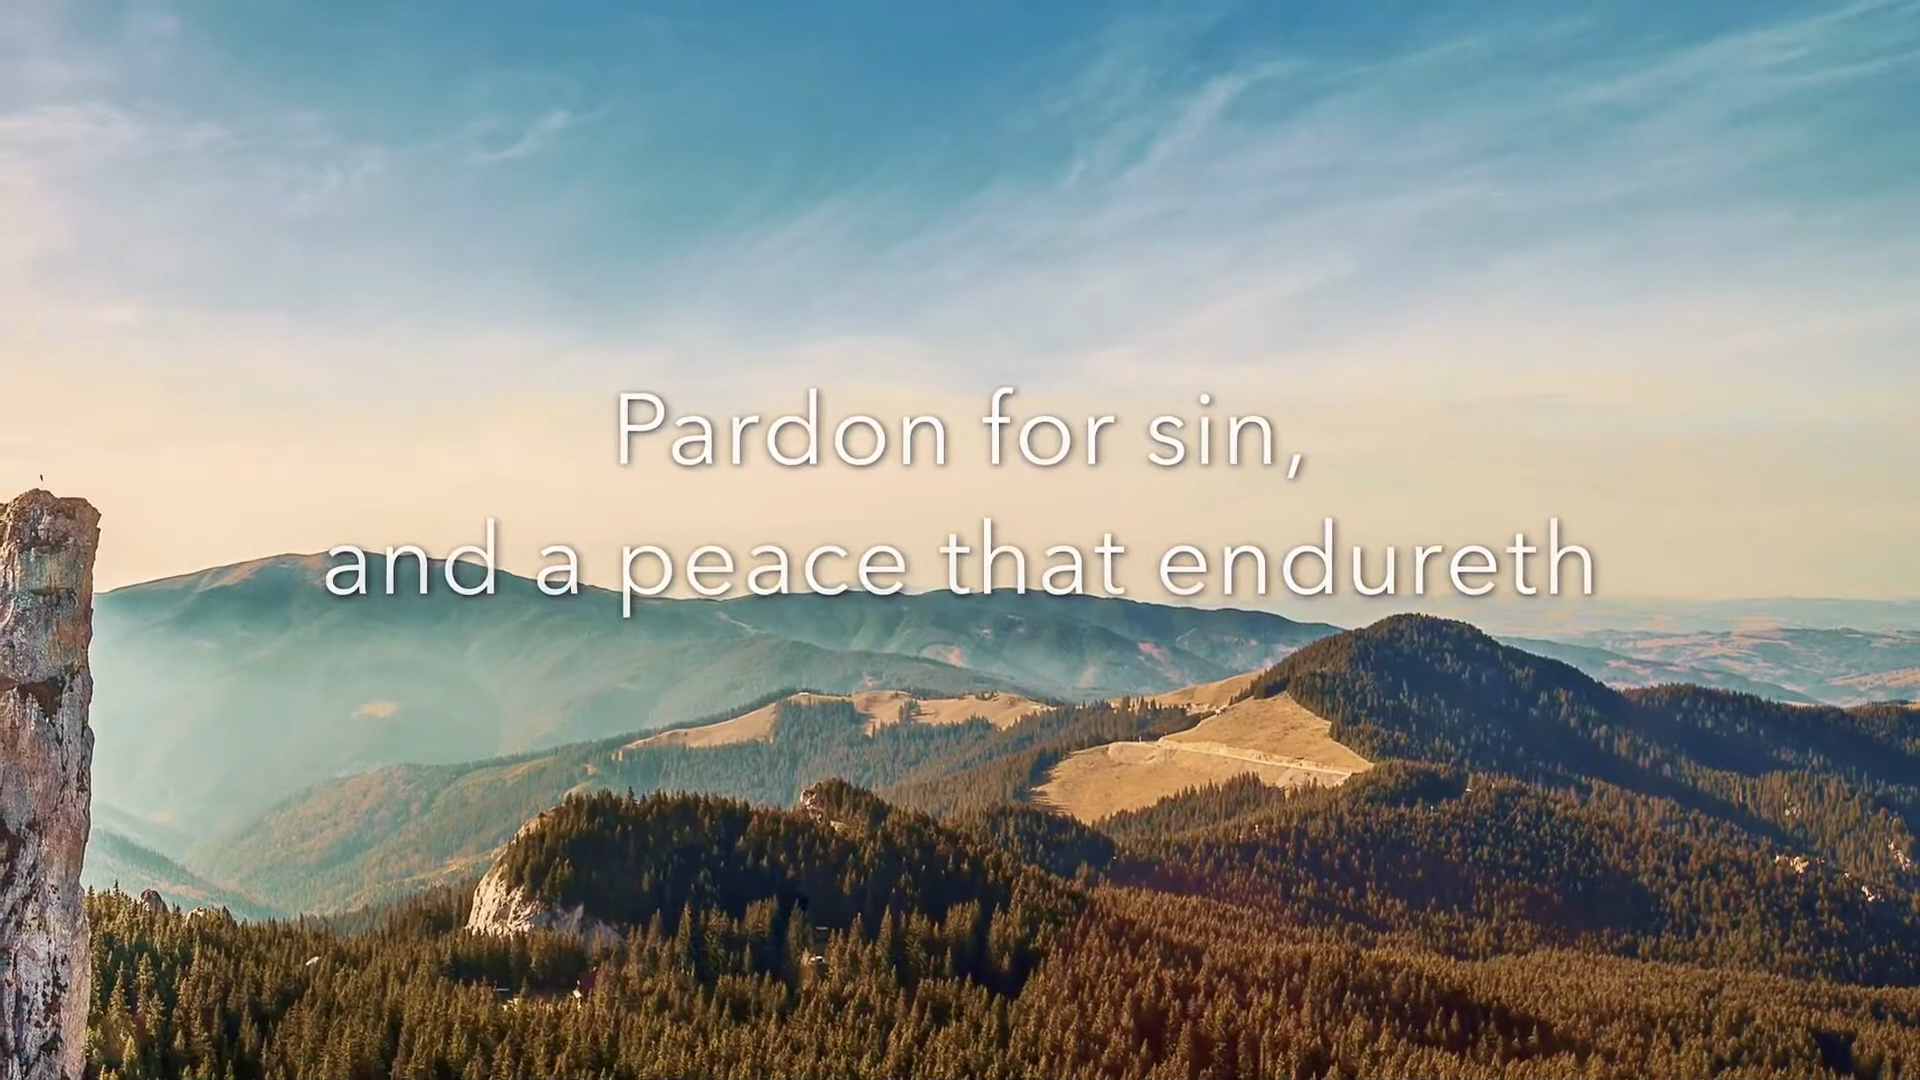 Pardon for sin,
and a peace that endureth